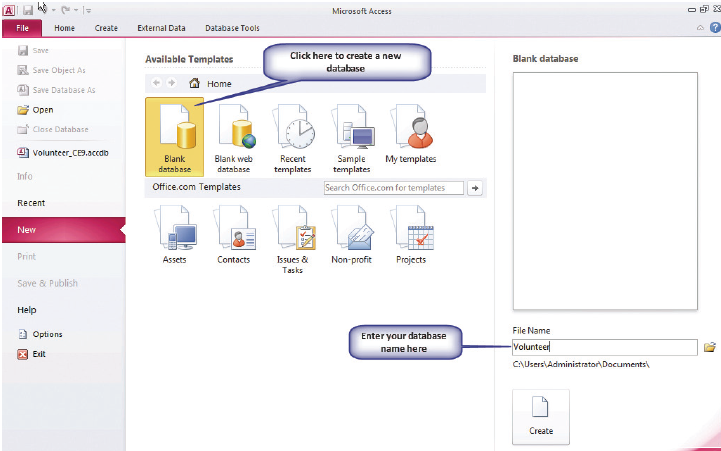 Microsoft Access
File Home Create External Data Database Tools
Save
Save Object As
Save Database As
Open
Close Database
Volunteer_CE9.accdb
Info
Recent
New
Print
Save & Publish
Help
Options
Exit
Available Templates
Click here to create a new
database
Home
Blank
database
Blank web
database
Recent
templates
Sample
templates
My templates
Office.com Templates
Search Office.com for templates
Assets
Contacts
Issues &
Tasks
Non-profit
Projects
Blank database
Enter your database
name here
File Name
Volunteer
C:\Users\Administrator\Documents\
Create